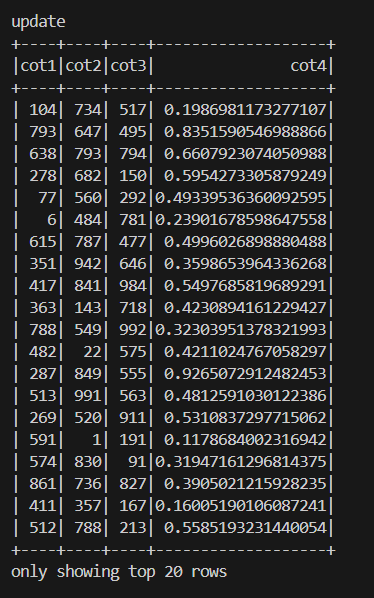 update
+----+----+----+-------------------+
|cot1|cot2|cot3|               cot4|
+----+----+----+-------------------+
| 104| 734| 517| 0.1986981173277107|
| 793| 647| 495| 0.8351590546988866|
| 638| 793| 794| 0.6607923074050988|
| 278| 682| 150| 0.5954273305879249|
|  77| 560| 292|0.49339536360092595|
|   6| 484| 781|0.23901678598647558|
| 615| 787| 477| 0.4996026898880488|
| 351| 942| 646| 0.3598653964336268|
| 417| 841| 984| 0.5497685819689291|
| 363| 143| 718| 0.4230894161229427|
| 788| 549| 992|0.32303951378321993|
| 482|  22| 575| 0.4211024767058297|
| 287| 849| 555| 0.9265072912482453|
| 513| 991| 563| 0.4812591030122386|
| 269| 520| 911| 0.5310837297715062|
| 591|   1| 191| 0.1178684002316942|
| 574| 830|  91|0.31947161296814375|
| 861| 736| 827| 0.3905021215928235|
| 411| 357| 167|0.16005190106087241|
| 512| 788| 213| 0.5585193231440054|
+----+----+----+-------------------+
only showing top 20 rows